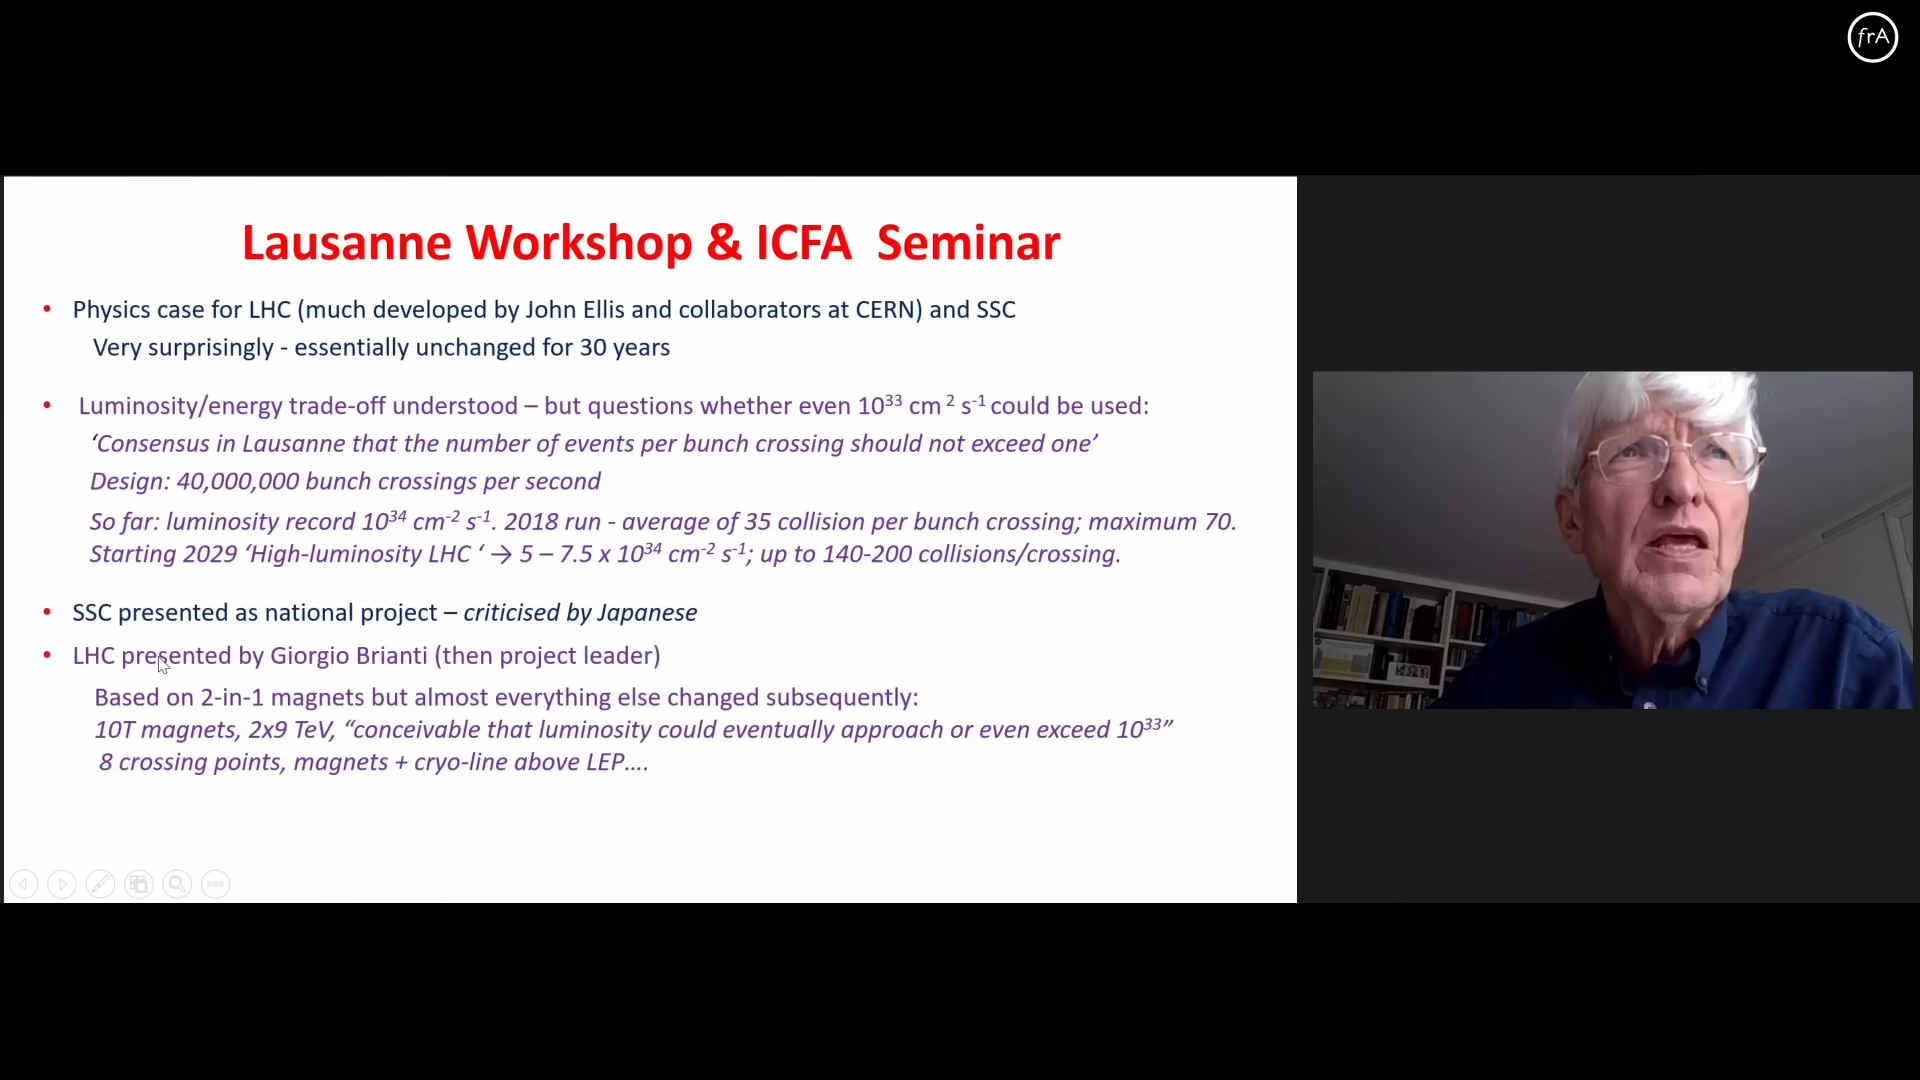 frA
Lausanne Workshop & ICFA Seminar
• Physics case for LHC (much developed by John Ellis and collaborators at CERN) and SSC
Very surprisingly - essentially unchanged for 30 years
• Luminosity/energy trade-off understood – but questions whether even 10³³ cm ² s⁻¹ could be used:
‘Consensus in Lausanne that the number of events per bunch crossing should not exceed one’
Design: 40,000,000 bunch crossings per second
So far: luminosity record 10³⁴ cm⁻² s⁻¹. 2018 run - average of 35 collision per bunch crossing; maximum 70.
Starting 2029 ‘High-luminosity LHC ‘ → 5 – 7.5 x 10³⁴ cm⁻² s⁻¹; up to 140-200 collisions/crossing.
• SSC presented as national project – criticised by Japanese
• LHC presented by Giorgio Brianti (then project leader)
Based on 2-in-1 magnets but almost everything else changed subsequently:
10T magnets, 2x9 TeV, “conceivable that luminosity could eventually approach or even exceed 10³³”
8 crossing points, magnets + cryo-line above LEP....